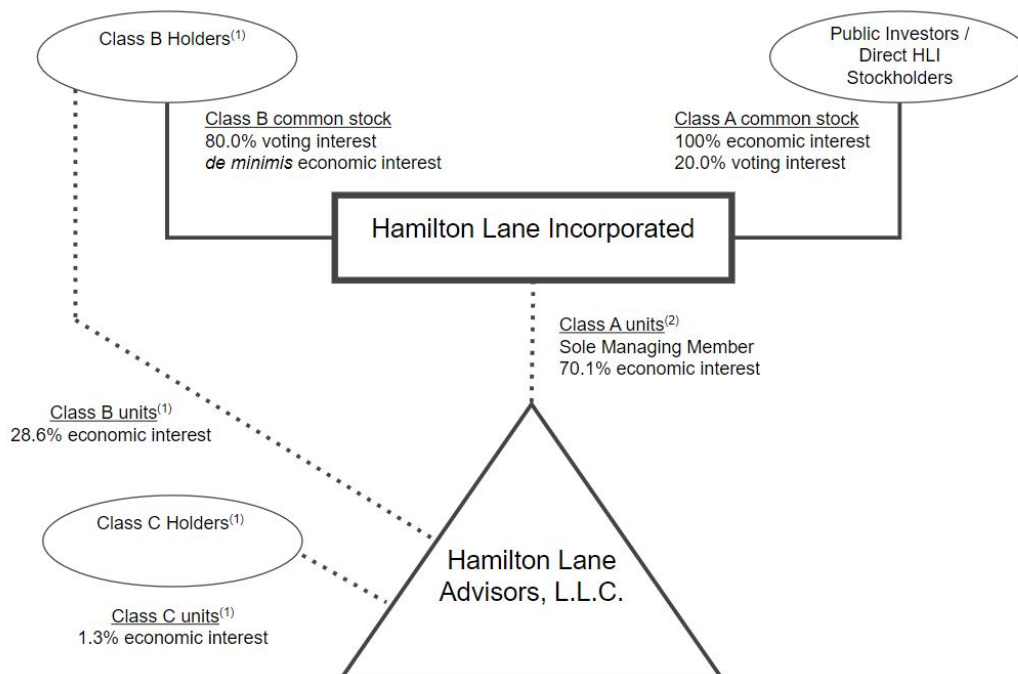 Class B Holders(1)
Public Investors /
Direct HLI
Stockholders
Class B common stock
80.0% voting interest
de minimis economic interest
Class A common stock
100% economic interest
20.0% voting interest
Hamilton Lane Incorporated
Class A units(2)
Sole Managing Member
70.1% economic interest
Class B units(1)
28.6% economic interest
Class C Holders(1)
Hamilton Lane
Advisors, L.L.C.
Class C units(1)
1.3% economic interest